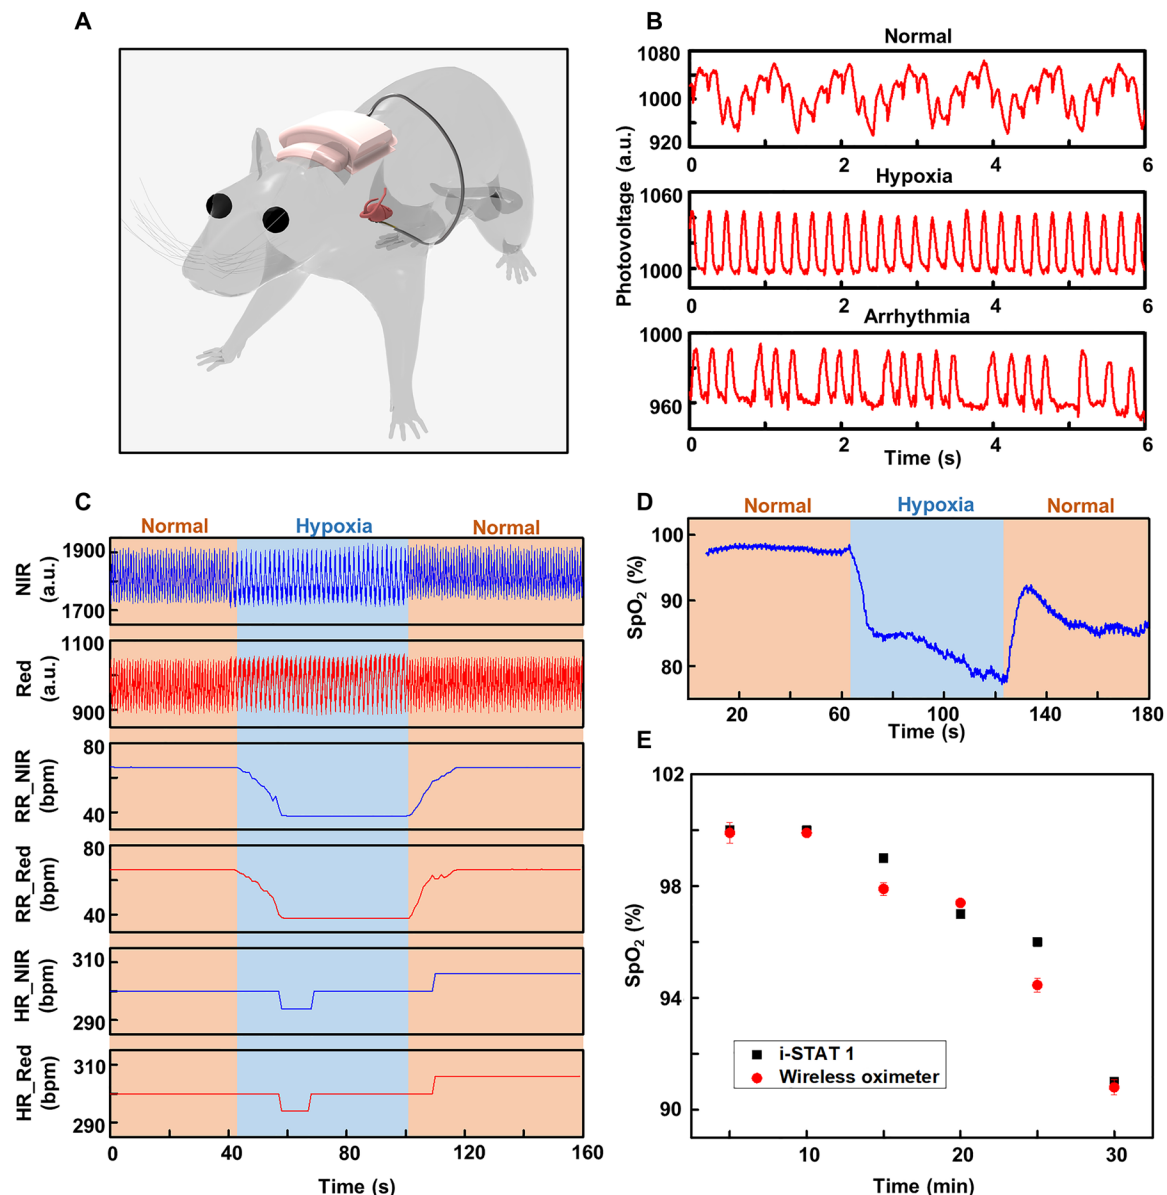 A
B
Normal
1080
1000
920
0
2
4
6
Hypoxia
1060
1000
0
2
4
6
Arrhythmia
1000
960
0
2
4
6
Photovoltage (a.u.)
Time (s)
C
Normal
Hypoxia
Normal
NIR
(a.u.)
1900
1700
Red
(a.u.)
1100
900
RR_NIR
(bpm)
80
40
RR_Red
(bpm)
80
40
HR_NIR
(bpm)
310
290
HR_Red
(bpm)
310
290
0
40
80
120
160
Time (s)
D
Normal
Hypoxia
Normal
SpO2 (%)
100
90
80
20
60
100
140
180
Time (s)
E
SpO2 (%)
102
98
94
90
i-STAT 1
Wireless oximeter
10
20
30
Time (min)